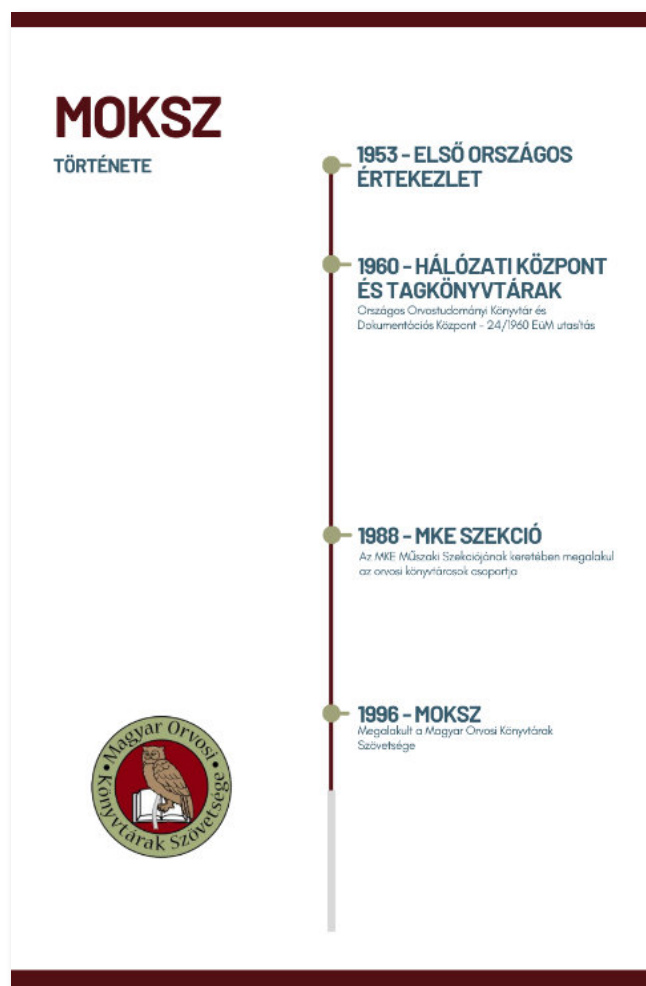 MOKSZ
TÖRTÉNETE
1953 - ELSŐ ORSZÁGOS
ÉRTEKEZLET
1960 - HÁLÓZATI KÖZPONT
ÉS TAGKÖNYVTÁRAK
Országos Orvostudományi Könyvtár és
Dokumentációs Központ - 24/1960 EüM utasítás
1988 - MKE SZEKCIÓ
Az MKE Műszaki Szekciójának keretében megalakul
az orvosi könyvtárosok csoportja
1996 - MOKSZ
Megalakult a Magyar Orvosi Könyvtárak
Szövetsége
Magyar Orvosi
Könyvtárak Szövetsége